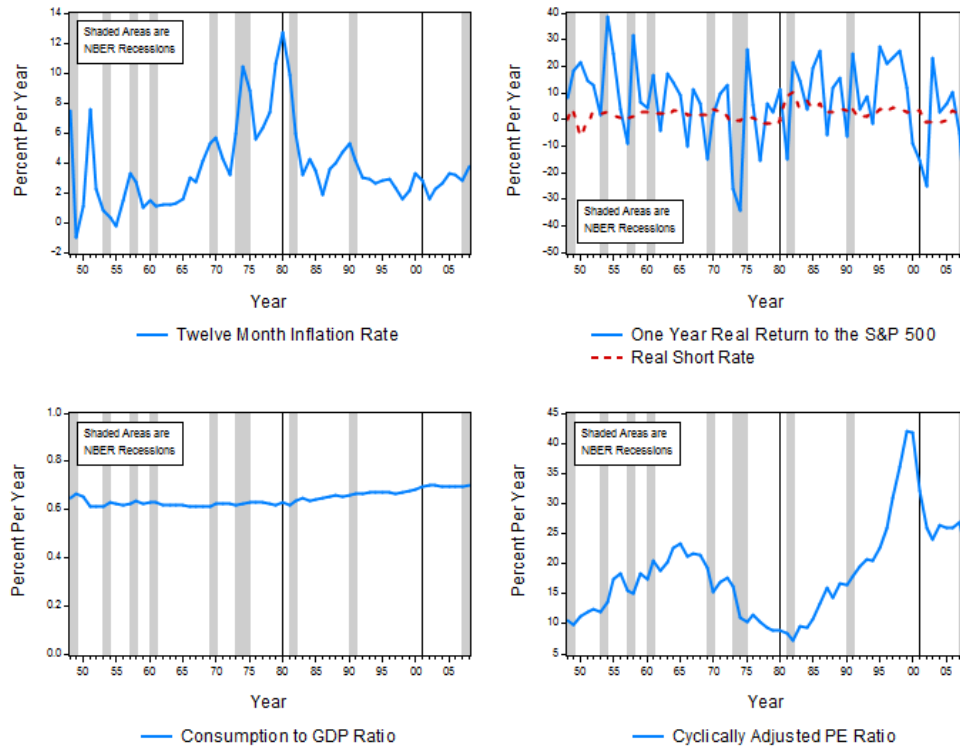 Percent Per Year
14
12
10
8
6
4
2
0
-2
Shaded Areas are
NBER Recessions
50 55 60 65 70 75 80 85 90 95 00 05
Year
Twelve Month Inflation Rate
Percent Per Year
40
30
20
10
0
-10
-20
-30
-40
-50
Shaded Areas are
NBER Recessions
50 55 60 65 70 75 80 85 90 95 00 05
Year
One Year Real Return to the S&P 500
Real Short Rate
Percent Per Year
1.0
0.8
0.6
0.4
0.2
0.0
Shaded Areas are
NBER Recessions
50 55 60 65 70 75 80 85 90 95 00 05
Year
Consumption to GDP Ratio
Percent Per Year
45
40
35
30
25
20
15
10
5
Shaded Areas are
NBER Recessions
50 55 60 65 70 75 80 85 90 95 00 05
Year
Cyclically Adjusted PE Ratio